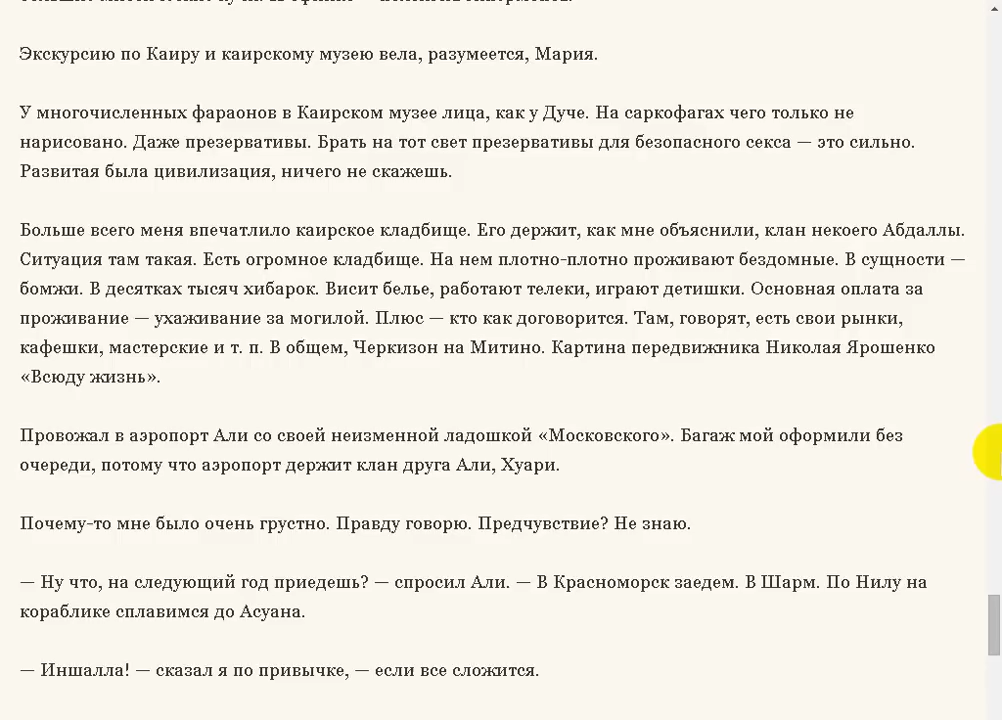 Экскурсию по Каиру и каирскому музею вела, разумеется, Мария.
У многочисленных фараонов в Каирском музее лица, как у Дуче. На саркофагах чего только не
нарисовано. Даже презервативы. Брать на тот свет презервативы для безопасного секса — это сильно.
Развитая была цивилизация, ничего не скажешь.
Больше всего меня впечатлило каирское кладбище. Его держит, как мне объяснили, клан некоего Абдаллы.
Ситуация там такая. Есть огромное кладбище. На нем плотно-плотно проживают бездомные. В сущности —
бомжи. В десятках тысяч хибарок. Висит белье, работают телеки, играют детишки. Основная оплата за
проживание — ухаживание за могилой. Плюс — кто как договорится. Там, говорят, есть свои рынки,
кафешки, мастерские и т. п. В общем, Черкизон на Митино. Картина передвижника Николая Ярошенко
«Всюду жизнь».
Провожал в аэропорт Али со своей неизменной ладошкой «Московского». Багаж мой оформили без
очереди, потому что аэропорт держит клан друга Али, Хуари.
Почему-то мне было очень грустно. Правду говорю. Предчувствие? Не знаю.
— Ну что, на следующий год приедешь? — спросил Али. — В Красноморск заедем. В Шарм. По Нилу на
кораблике сплавимся до Асуана.
— Иншалла! — сказал я по привычке, — если все сложится.